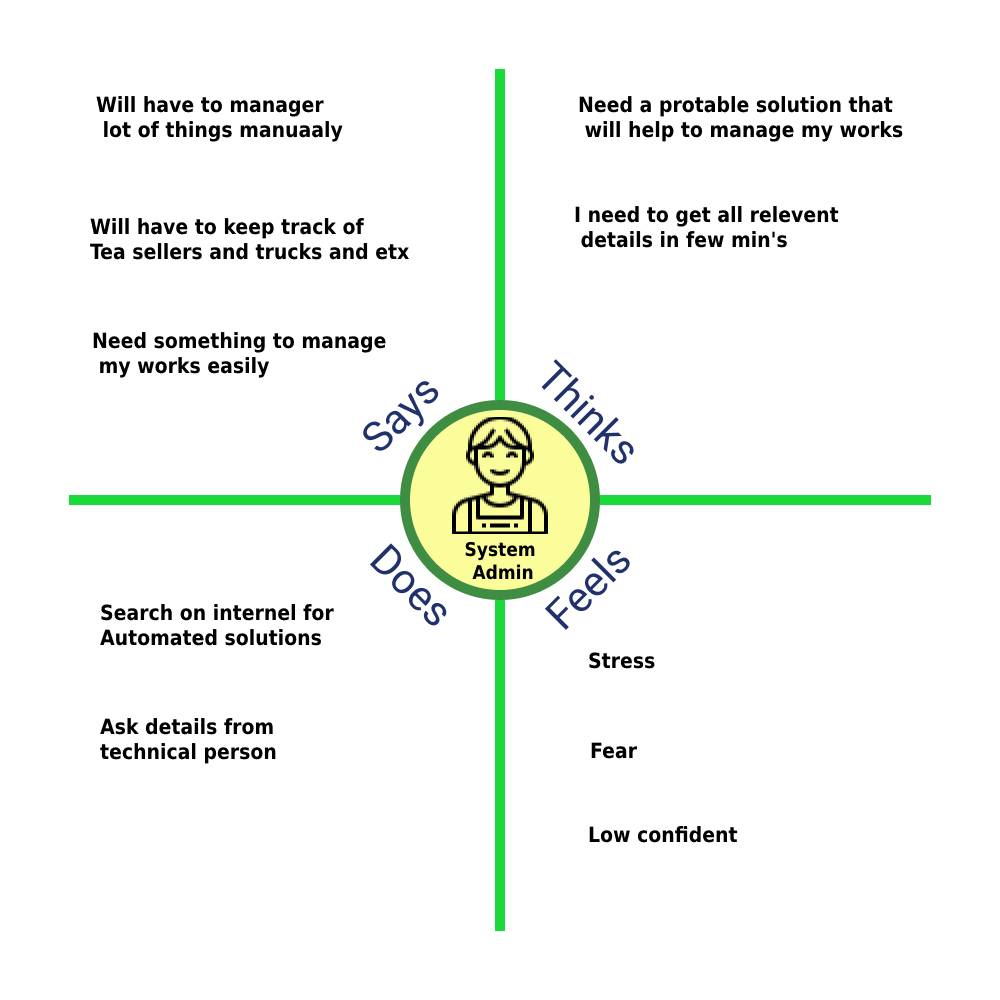 Will have to manager
lot of things manuaaly
Will have to keep track of
Tea sellers and trucks and etx
Need something to manage
my works easily
Says
Need a protable solution that
will help to manage my works
I need to get all relevent
details in few min's
Thinks
System
Admin
Does
Search on internel for
Automated solutions
Ask details from
technical person
Feels
Stress
Fear
Low confident